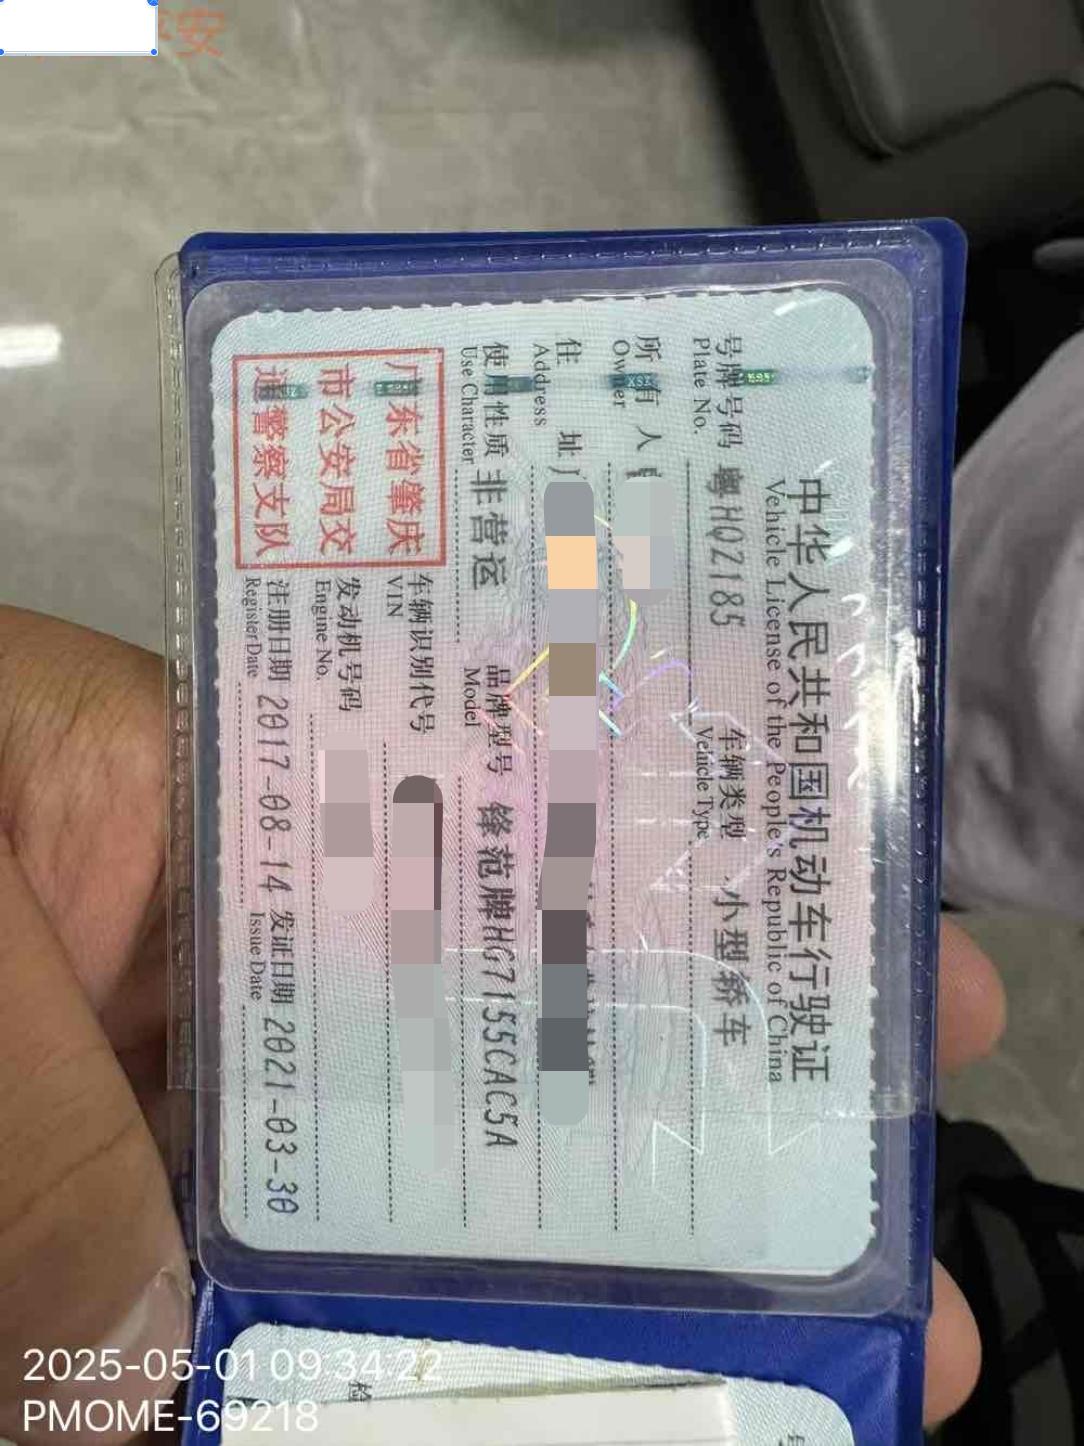 安
中华人民共和国机动车行驶证
Vehicle License of the People's Republic of China
号牌号码 粤HQZ185 车辆类型 小型轿车
Plate No. Vehicle Type
所有人
Owner
住址
Address
使用性质 非营运 品牌型号 锋范牌HG7155CAC5A
Use Character Model
广东省肇庆
市公安局交
通警察支队
车辆识别代号
VIN
发动机号码
Engine No.
注册日期 2017-08-14 发证日期 2021-03-30
Register Date Issue Date
2025-05-01 09:34:22
PMOME-69218